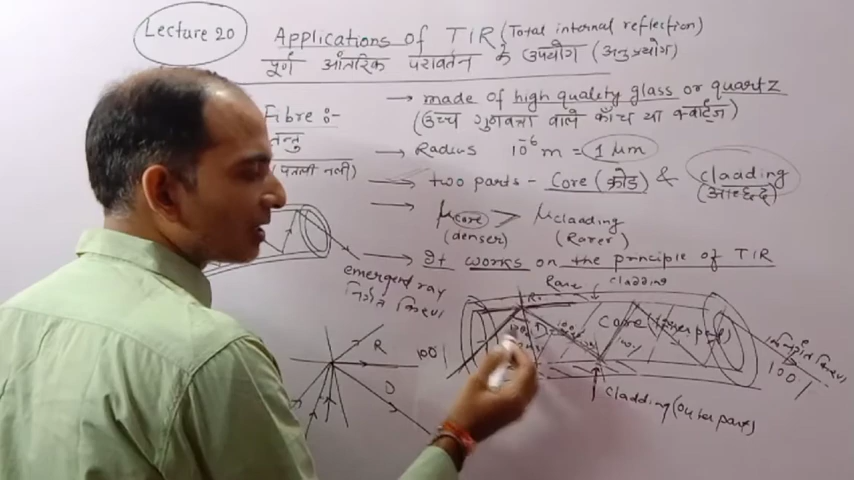 Lecture 20
Applications of TIR (Total internal reflection)
पूर्ण आंतरिक परावर्तन के उपयोग (अनुप्रयोग)
Fibre :-
→ made of high quality glass or quartz
(उच्च गुणवत्ता वाले काँच या क्वार्ट्ज)
तन्तु
(पतली नली)
→ Radius 10⁻⁶ m = 1 μm
→ two parts - Core (क्रोड) & cladding
(आच्छद)
→ μcore > μcladding
(denser) (Rarer)
→ It works on the principle of TIR
emergent ray
निर्गत किरण
Rare cladding
R
core (inner part)
100%
D
100%
cladding (outer part)